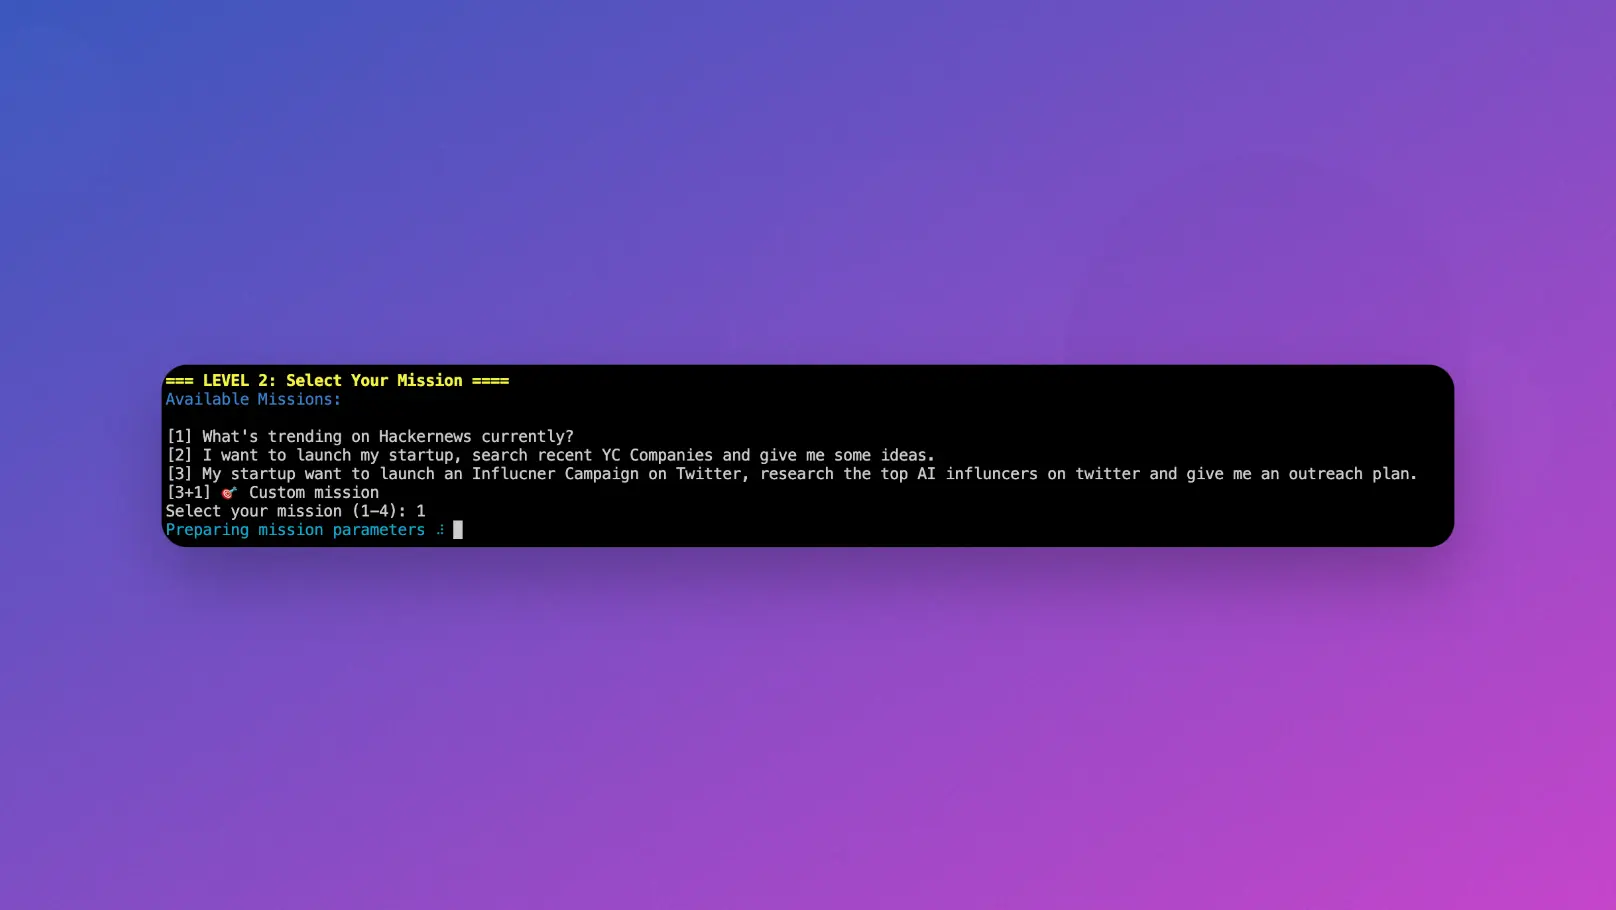 === LEVEL 2: Select Your Mission ====
Available Missions:
[1] What's trending on Hackernews currently?
[2] I want to launch my startup, search recent YC Companies and give me some ideas.
[3] My startup want to launch an Influcner Campaign on Twitter, research the top AI influncers on twitter and give me an outreach plan.
[3+1] 🎯 Custom mission
Select your mission (1-4): 1
Preparing mission parameters ⠼